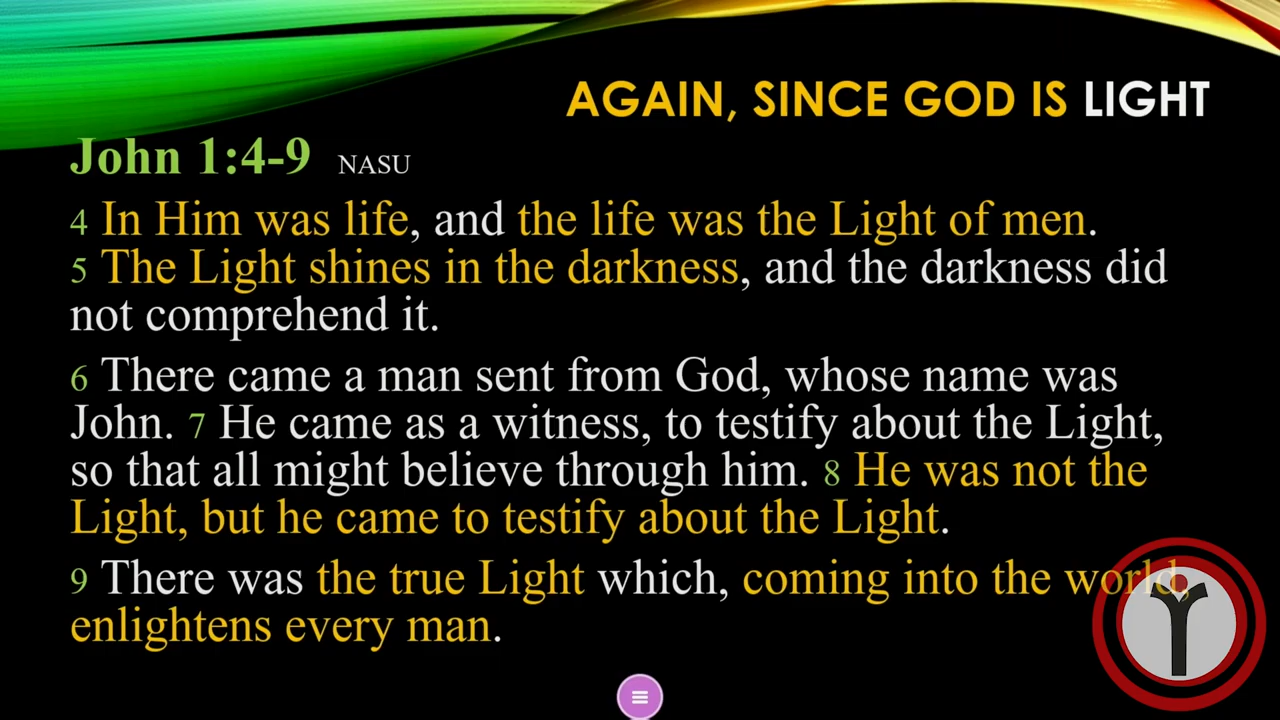 AGAIN, SINCE GOD IS LIGHT
John 1:4-9 NASU
4 In Him was life, and the life was the Light of men.
5 The Light shines in the darkness, and the darkness did
not comprehend it.
6 There came a man sent from God, whose name was
John. 7 He came as a witness, to testify about the Light,
so that all might believe through him. 8 He was not the
Light, but he came to testify about the Light.
9 There was the true Light which, coming into the world,
enlightens every man.